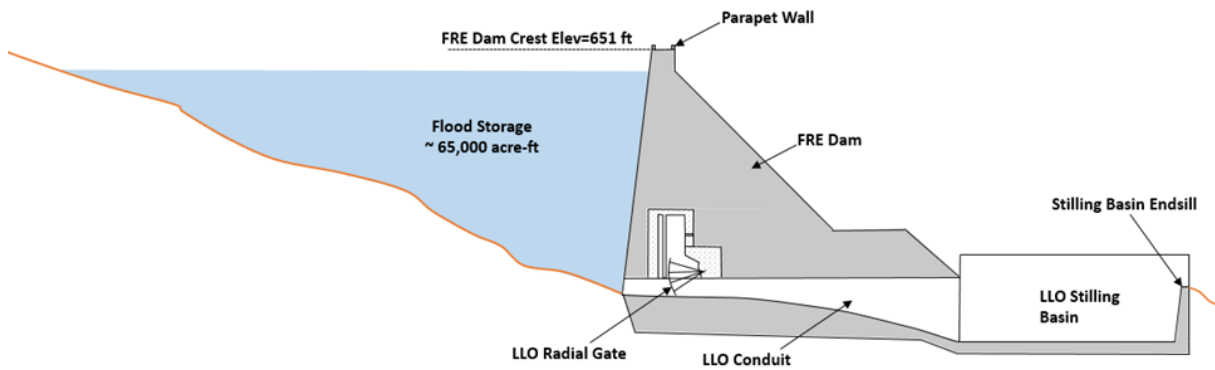 Parapet Wall
FRE Dam Crest Elev=651 ft
Flood Storage
~ 65,000 acre-ft
FRE Dam
Stilling Basin Endsill
LLO Stilling
Basin
LLO Radial Gate
LLO Conduit